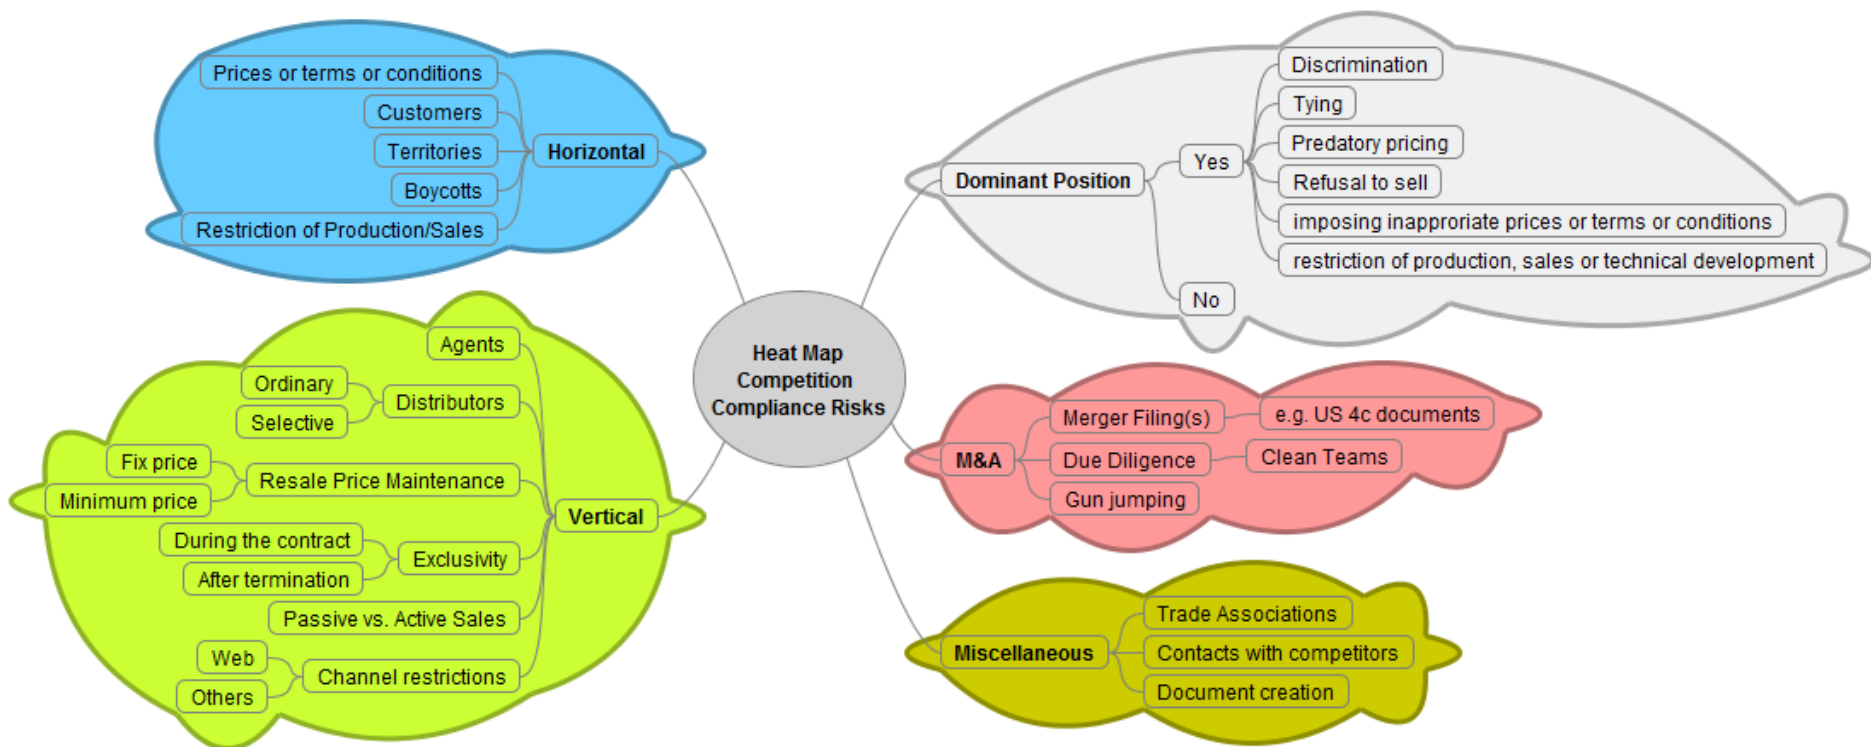 Heat Map
Competition
Compliance Risks
Horizontal
Prices or terms or conditions
Customers
Territories
Boycotts
Restriction of Production/Sales
Vertical
Agents
Distributors
Ordinary
Selective
Resale Price Maintenance
Fix price
Minimum price
Exclusivity
During the contract
After termination
Passive vs. Active Sales
Channel restrictions
Web
Others
Dominant Position
Yes
Discrimination
Tying
Predatory pricing
Refusal to sell
imposing inapproriate prices or terms or conditions
restriction of production, sales or technical development
No
M&A
Merger Filing(s)
e.g. US 4c documents
Due Diligence
Clean Teams
Gun jumping
Miscellaneous
Trade Associations
Contacts with competitors
Document creation